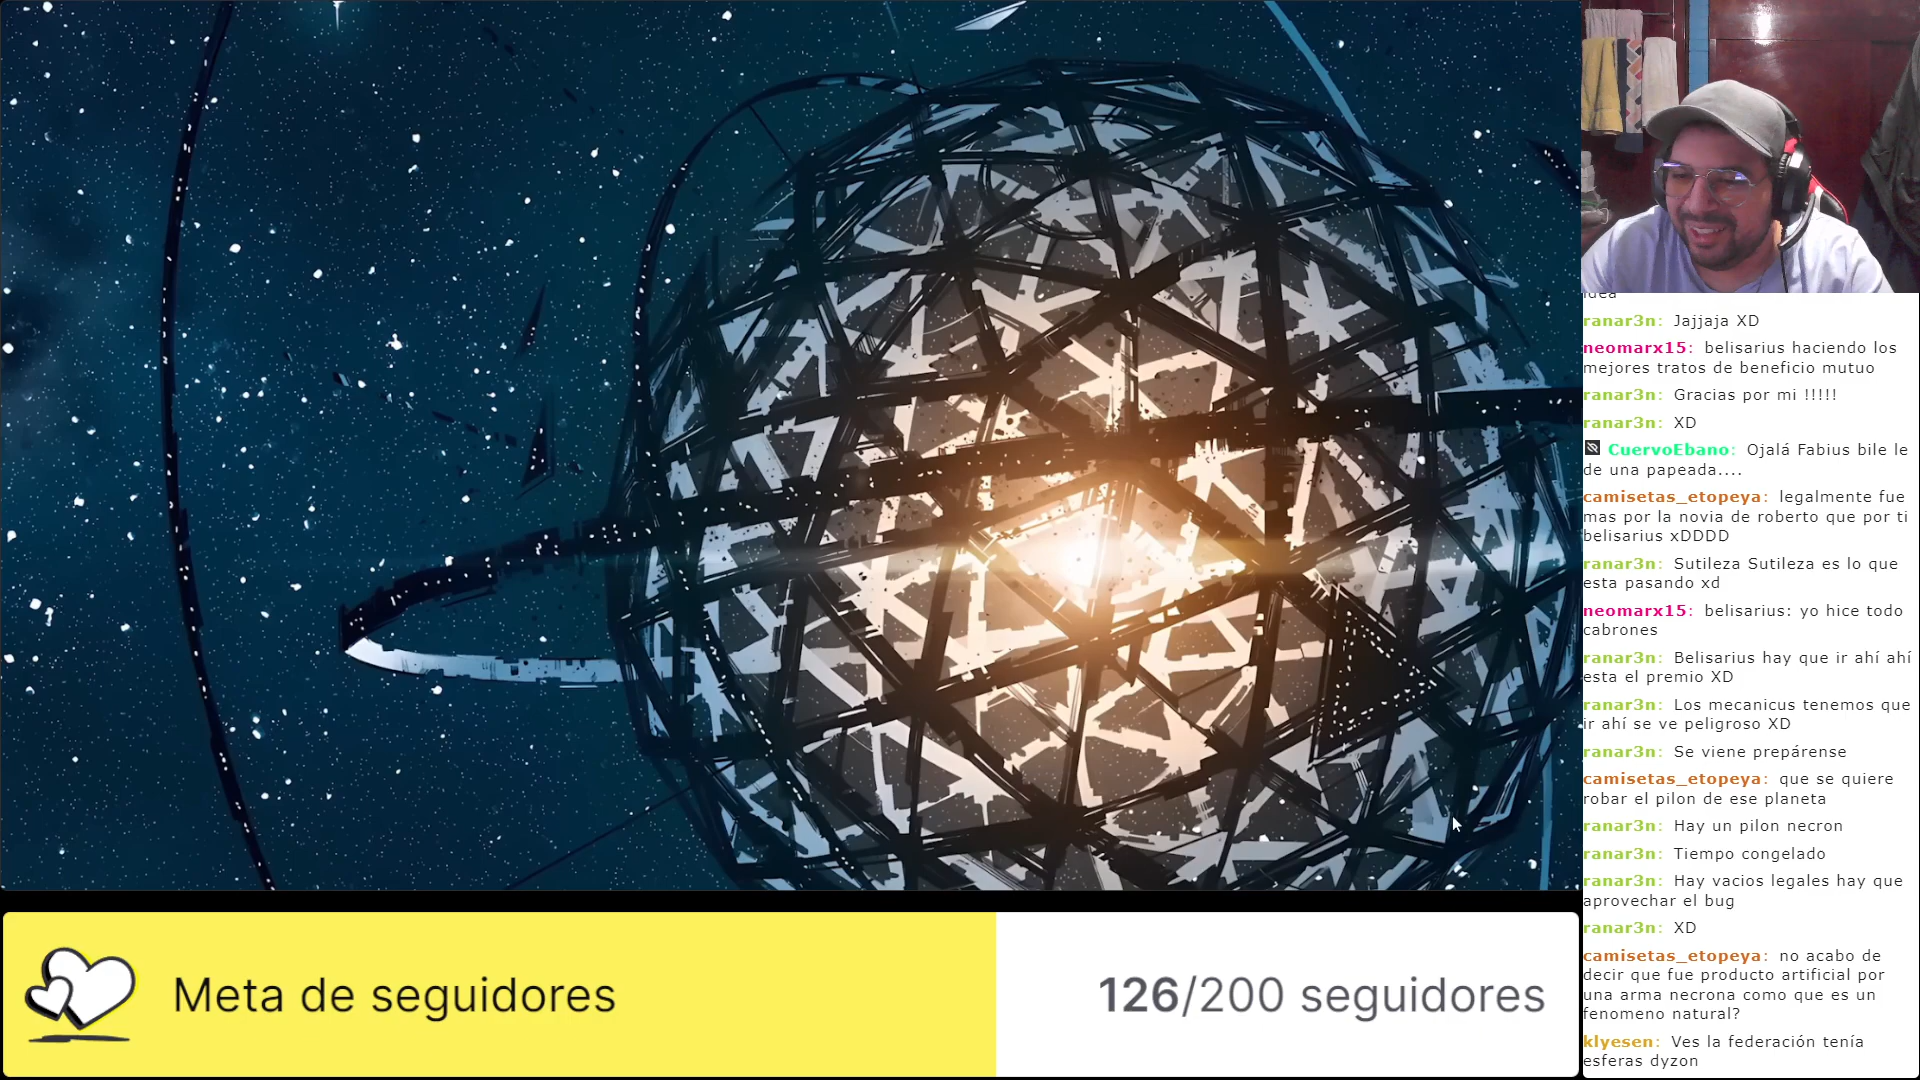 idea
ranar3n: Jajjaja XD
neomarx15: belisarius haciendo los
mejores tratos de beneficio mutuo
ranar3n: Gracias por mi !!!!!
ranar3n: XD
CuervoEbano: Ojalá Fabius bile le
de una papeada....
camisetas_etopeya: legalmente fue
mas por la novia de roberto que por ti
belisarius xDDDD
ranar3n: Sutileza Sutileza es lo que
esta pasando xd
neomarx15: belisarius: yo hice todo
cabrones
ranar3n: Belisarius hay que ir ahí ahí
esta el premio XD
ranar3n: Los mecanicus tenemos que
ir ahí se ve peligroso XD
ranar3n: Se viene prepárense
camisetas_etopeya: que se quiere
robar el pilon de ese planeta
ranar3n: Hay un pilon necron
ranar3n: Tiempo congelado
ranar3n: Hay vacios legales hay que
aprovechar el bug
ranar3n: XD
camisetas_etopeya: no acabo de
decir que fue producto artificial por
una arma necrona como que es un
fenomeno natural?
klyesen: Ves la federación tenía
esferas dyzon
Meta de seguidores
126/200 seguidores